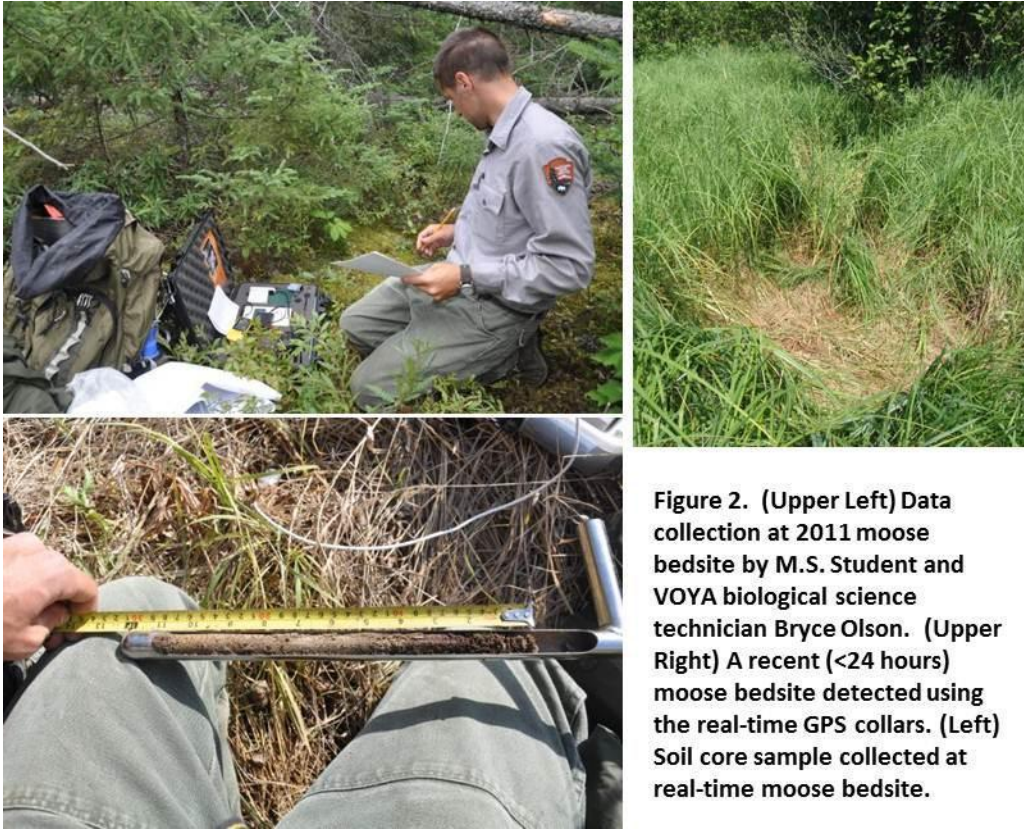 Figure 2.  (Upper Left) Data
collection at 2011 moose
bedsite by M.S. Student and
VOYA biological science
technician Bryce Olson.  (Upper
Right) A recent (<24 hours)
moose bedsite detected using
the real-time GPS collars. (Left)
Soil core sample collected at
real-time moose bedsite.